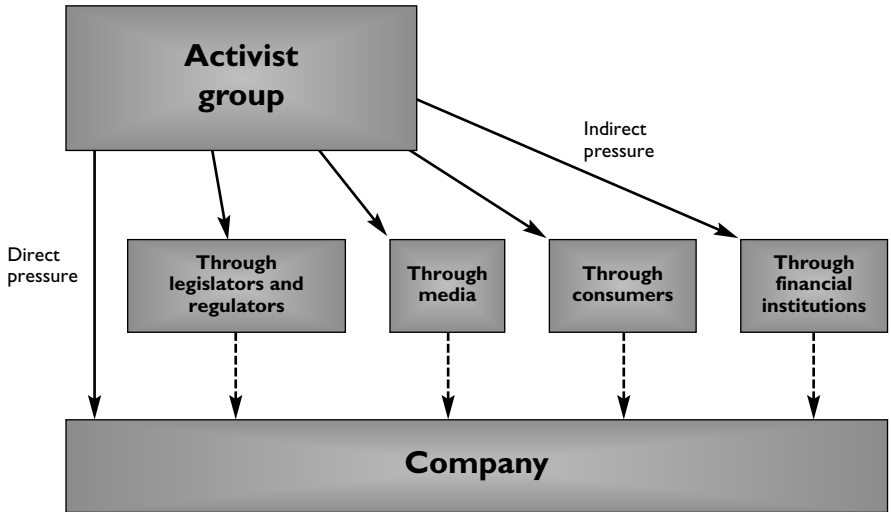 Activist
group
Indirect
pressure
Direct
pressure
Through
legislators and
regulators
Through
media
Through
consumers
Through
financial
institutions
Company